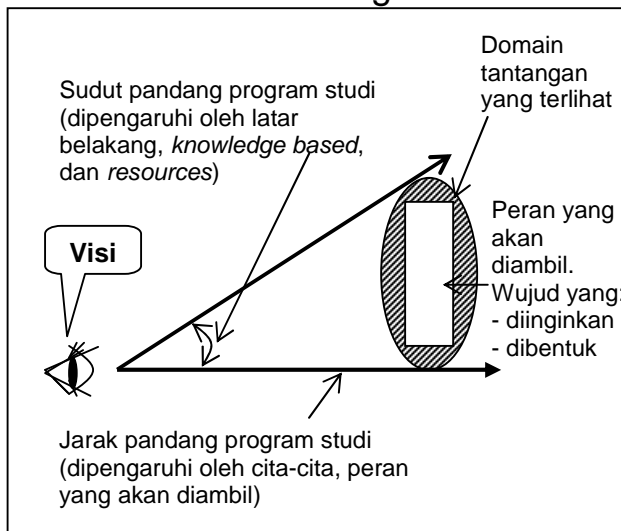 Sudut pandang program studi
(dipengaruhi oleh latar
belakang, knowledge based,
dan resources)
Domain
tantangan
yang terlihat
Visi
Peran yang
akan
diambil.
Wujud yang:
- diinginkan
- dibentuk
Jarak pandang program studi
(dipengaruhi oleh cita-cita, peran
yang akan diambil)